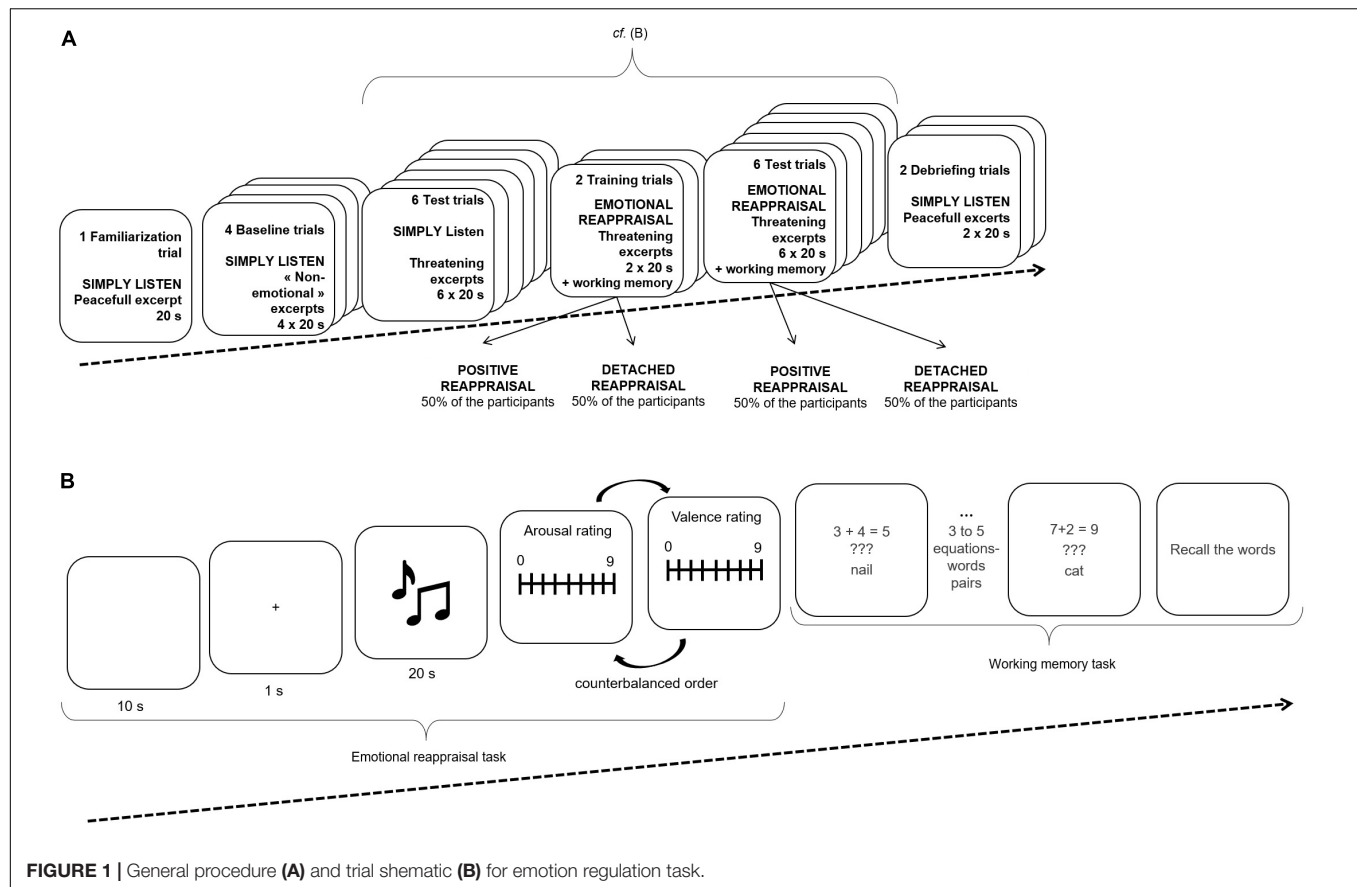 A
cf. (B)
1 Familiarization
trial
SIMPLY LISTEN
Peacefull excerpt
20 s
4 Baseline trials
SIMPLY LISTEN
« Non-
emotional »
excerpts
4 x 20 s
6 Test trials
SIMPLY Listen
Threatening
excerpts
6 x 20 s
2 Training trials
EMOTIONAL
REAPPRAISAL
Threatening
excerpts
2 x 20 s
+ working memory
6 Test trials
EMOTIONAL
REAPPRAISAL
Threatening
excerpts
6 x 20 s
+ working memory
2 Debriefing trials
SIMPLY LISTEN
Peacefull excerts
2 x 20 s
POSITIVE
REAPPRAISAL
50% of the participants
DETACHED
REAPPRAISAL
50% of the participants
POSITIVE
REAPPRAISAL
50% of the participants
DETACHED
REAPPRAISAL
50% of the participants
B
10 s
+
1 s
20 s
Arousal rating
0 9
Valence rating
0 9
counterbalanced order
Emotional reappraisal task
3 + 4 = 5
???
nail
...
3 to 5
equations-
words
pairs
7+2 = 9
???
cat
Recall the words
Working memory task
FIGURE 1 | General procedure (A) and trial shematic (B) for emotion regulation task.